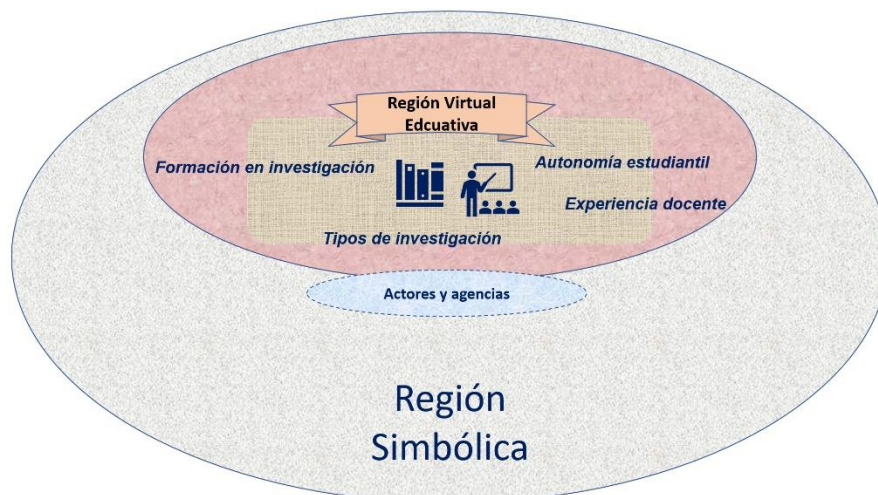 Región Virtual
Edcuativa
Formación en investigación
Autonomía estudiantil
Experiencia docente
Tipos de investigación
Actores y agencias
Región
Simbólica